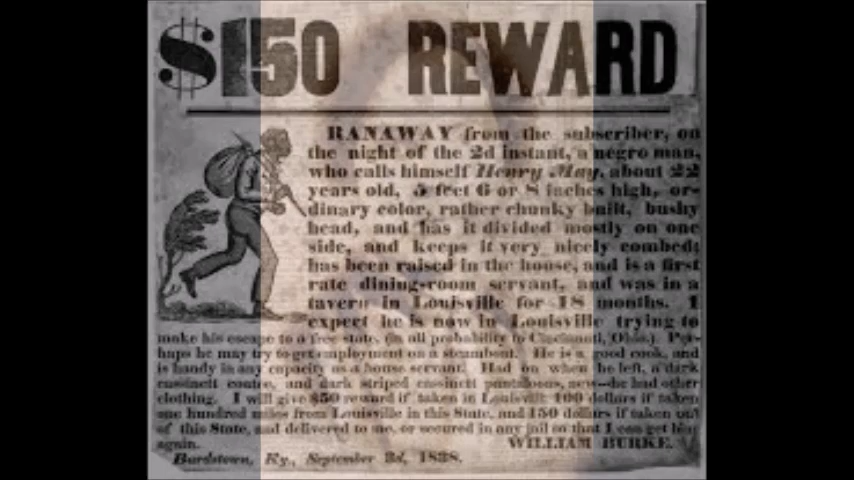 $150 REWARD
RANAWAY from the subscriber, on
the night of the 2d instant, a negro man,
who calls himself Henry May, about 22
years old, 5 feet 6 or 8 inches high, or-
dinary color, rather chunky built, bushy
head, and has it divided mostly on one
side, and keeps it very nicely combed;
has been raised in the house, and is a first
rate dining-room servant, and was in a
tavern in Louisville for 18 months. I
expect he is now in Louisville trying to
make his escape to a free state, (in all probability to Cincinnati, Ohio.) Per-
haps he may try to get employment on a steamboat. He is a good cook, and
is handy in any capacity as a house servant. Had on when he left, a dark
cassinett coatee, and dark striped cassinett pantaloons, new--he had other
clothing. I will give $50 reward if taken in Louisville; 100 dollars if taken
one hundred miles from Louisville in this State, and 150 dollars if taken out
of this State, and delivered to me, or secured in any jail so that I can get him
again. WILLIAM BURKE.
Bardstown, Ky., September 3d, 1838.